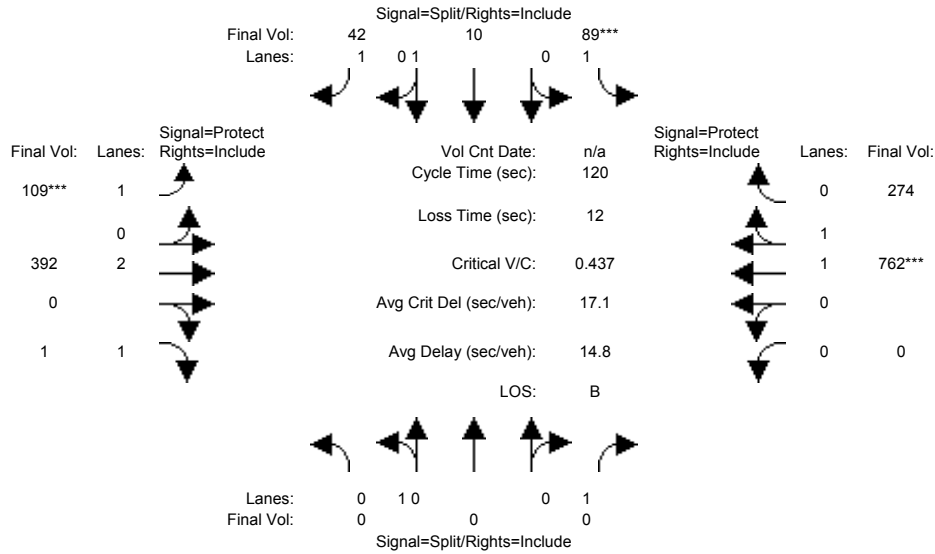 Signal=Split/Rights=Include
Final Vol: 42 10 89***
Lanes: 1 0 1 0 1
Signal=Protect
Final Vol: Lanes: Rights=Include
Vol Cnt Date: n/a
Signal=Protect
Rights=Include Lanes: Final Vol:
Cycle Time (sec): 120
109*** 1
0 274
Loss Time (sec): 12
0
1
392 2
Critical V/C: 0.437
1 762***
0
Avg Crit Del (sec/veh): 17.1
0
1 1
Avg Delay (sec/veh): 14.8
0 0
LOS: B
Lanes: 0 1 0 0 1
Final Vol: 0 0 0
Signal=Split/Rights=Include